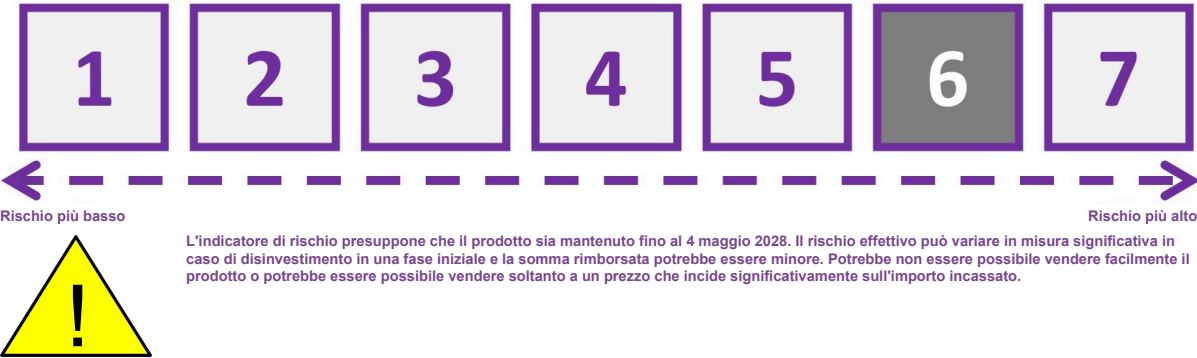 1 2 3 4 5 6 7
Rischio più basso Rischio più alto
L'indicatore di rischio presuppone che il prodotto sia mantenuto fino al 4 maggio 2028. Il rischio effettivo può variare in misura significativa in
caso di disinvestimento in una fase iniziale e la somma rimborsata potrebbe essere minore. Potrebbe non essere possibile vendere facilmente il
prodotto o potrebbe essere possibile vendere soltanto a un prezzo che incide significativamente sull'importo incassato.
!